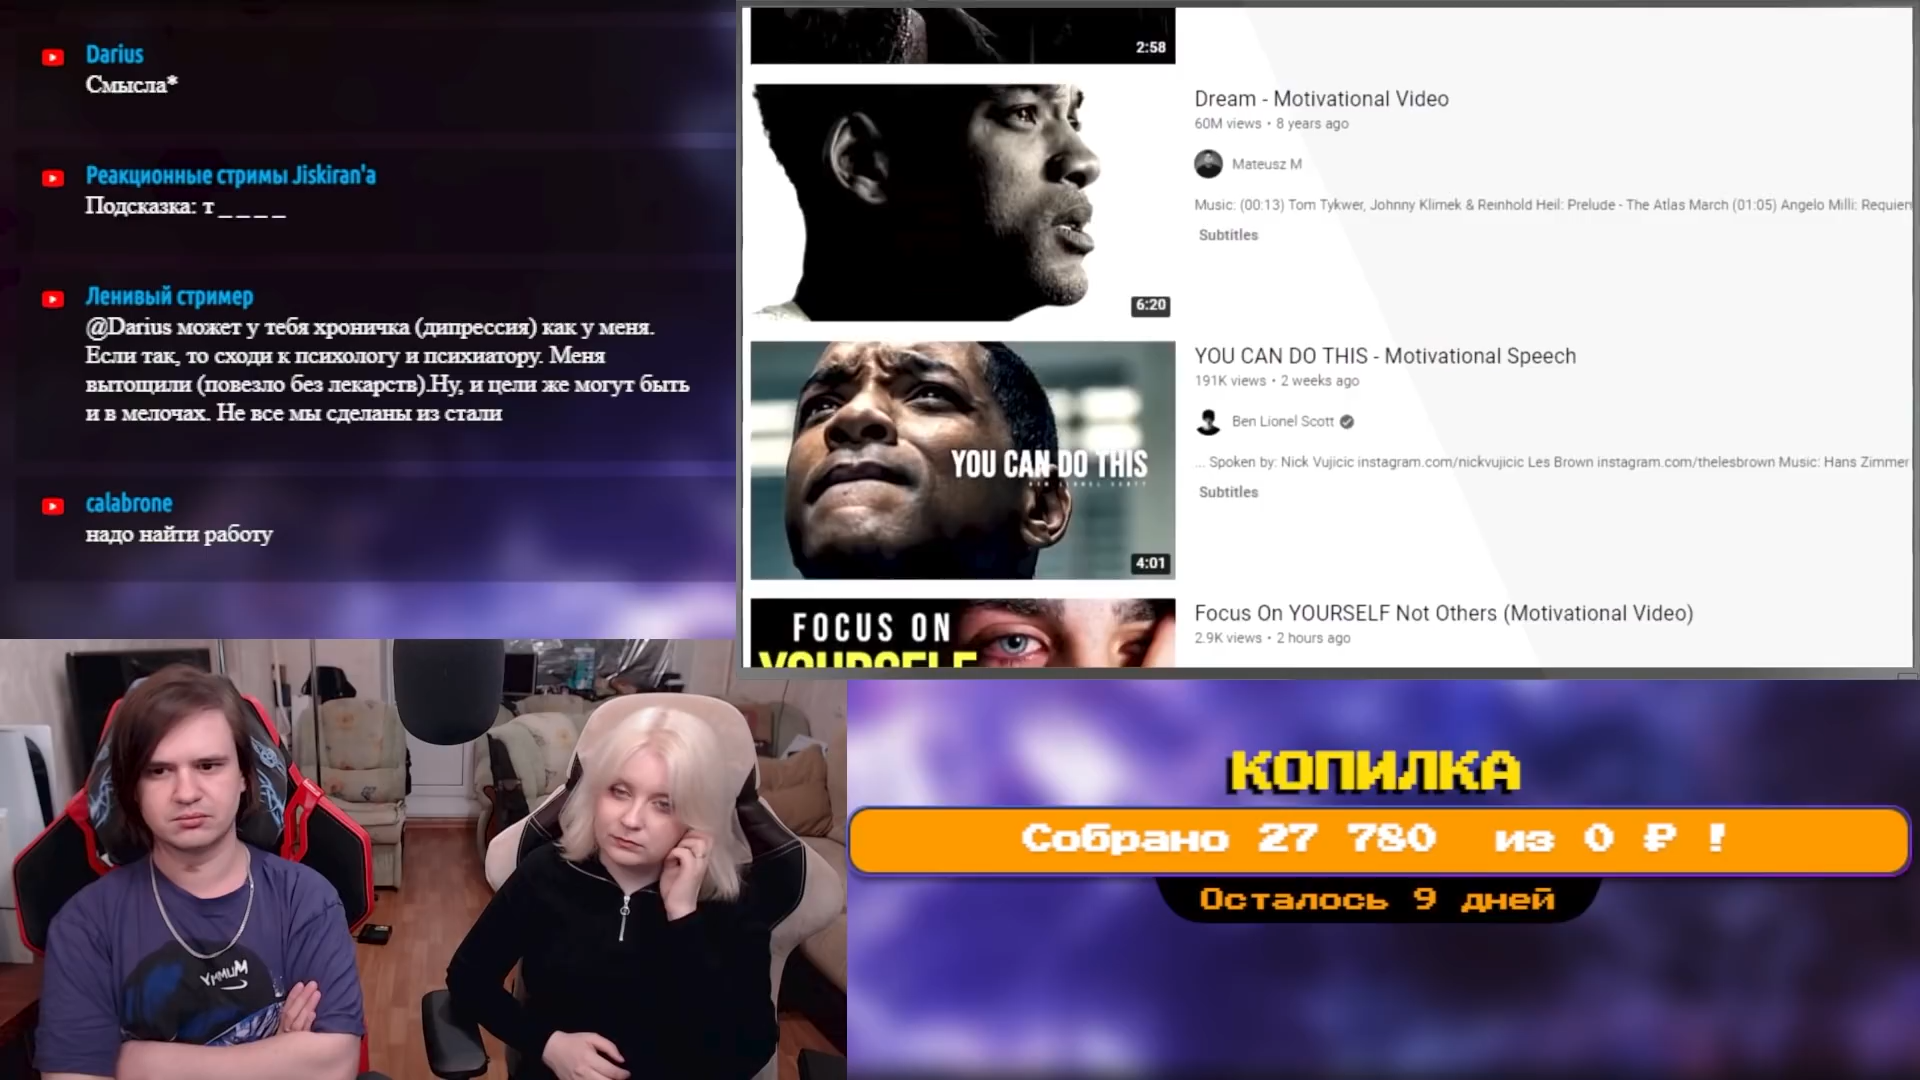 Darius
Смысла*
Реакционные стримы Jiskiran'a
Подсказка: т _ _ _ _
Ленивый стример
@Darius может у тебя хроничка (дипрессия) как у меня.
Если так, то сходи к психологу и психиатору. Меня
вытощили (повезло без лекарств).Ну, и цели же могут быть
и в мелочах. Не все мы сделаны из стали
calabrone
надо найти работу
2:58
Dream - Motivational Video
60M views • 8 years ago
Mateusz M
Music: (00:13) Tom Tykwer, Johnny Klimek & Reinhold Heil: Prelude - The Atlas March (01:05) Angelo Milli: Requiem
Subtitles
6:20
YOU CAN DO THIS - Motivational Speech
191K views • 2 weeks ago
Ben Lionel Scott
... Spoken by: Nick Vujicic instagram.com/nickvujicic Les Brown instagram.com/thelesbrown Music: Hans Zimmer
Subtitles
YOU CAN DO THIS
BEN LIONEL SCOTT
4:01
Focus On YOURSELF Not Others (Motivational Video)
2.9K views • 2 hours ago
FOCUS ON
YOURSELF
КОПИЛКА
Собрано 27 780 из 0 ₽ !
Осталось 9 дней